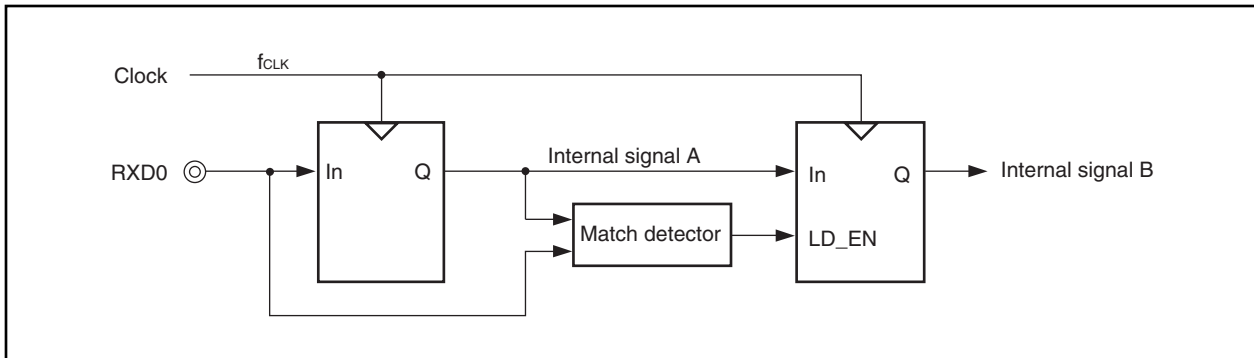 Clock
fCLK
RXD0
In
Q
Internal signal A
In
Q
Internal signal B
Match detector
LD_EN